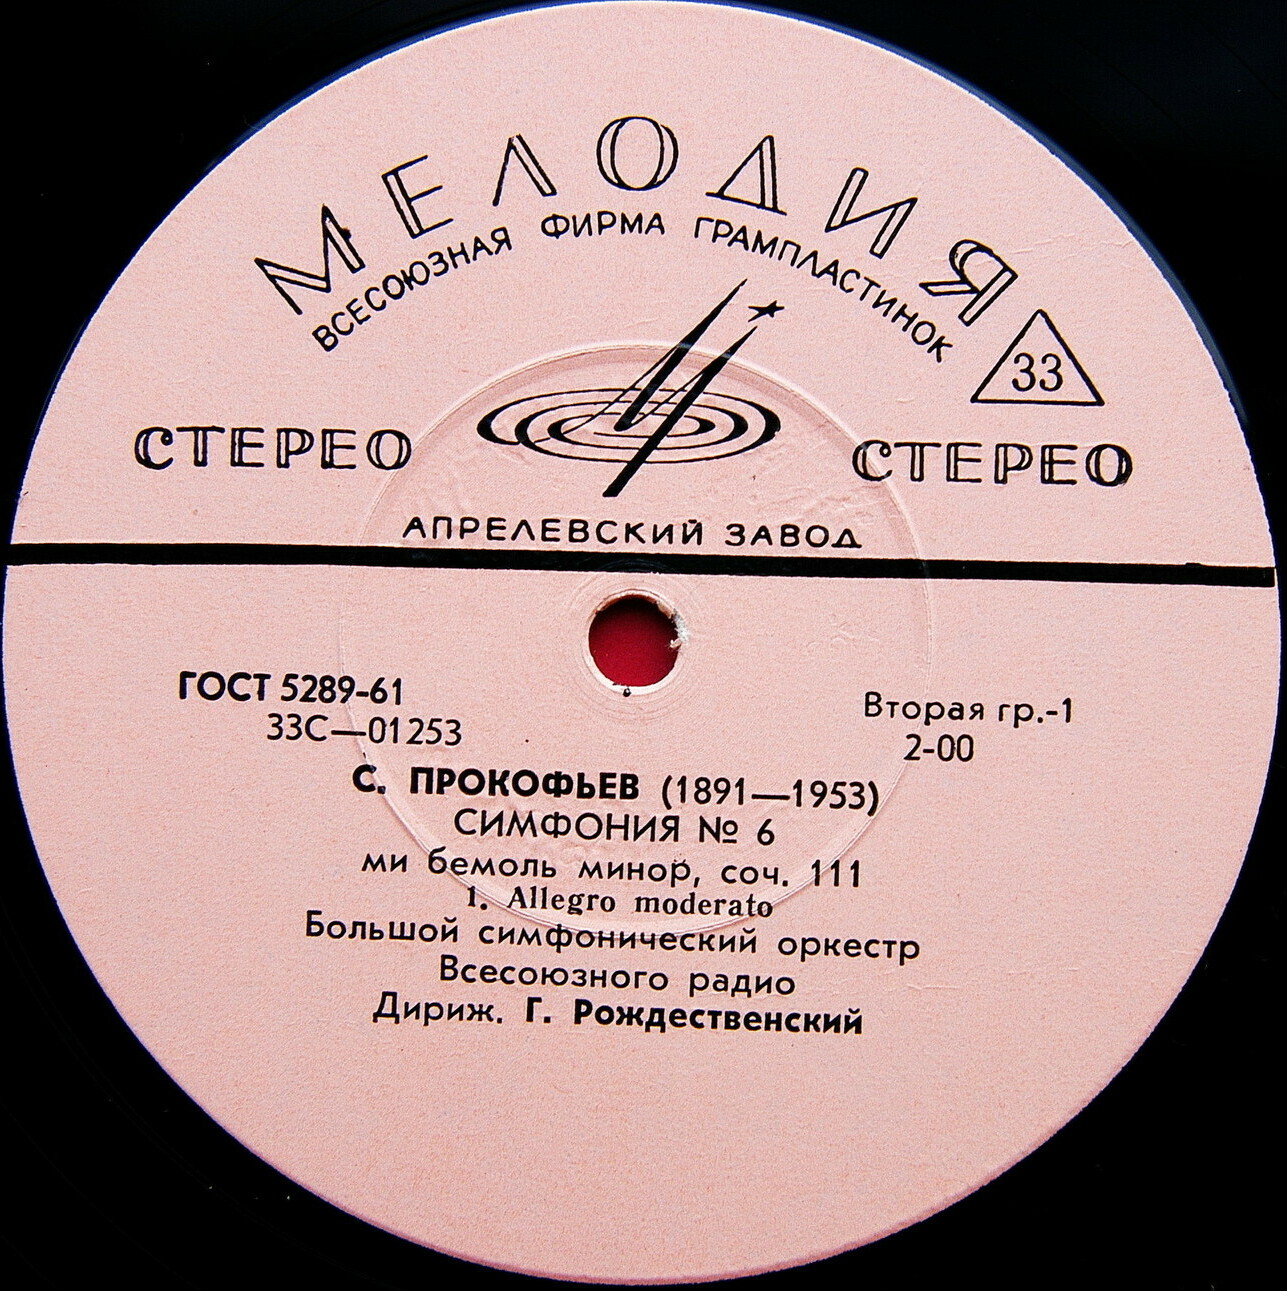 МЕЛОДИЯ
ВСЕСОЮЗНАЯ ФИРМА ГРАМПЛАСТИНОК
33
СТЕРЕО СТЕРЕО
АПРЕЛЕВСКИЙ ЗАВОД
ГОСТ 5289-61
33С—01253
Вторая гр.-1
2-00
С. ПРОКОФЬЕВ (1891—1953)
СИМФОНИЯ № 6
ми бемоль минор, соч. 111
1. Allegro moderato
Большой симфонический оркестр
Всесоюзного радио
Дириж. Г. Рождественский